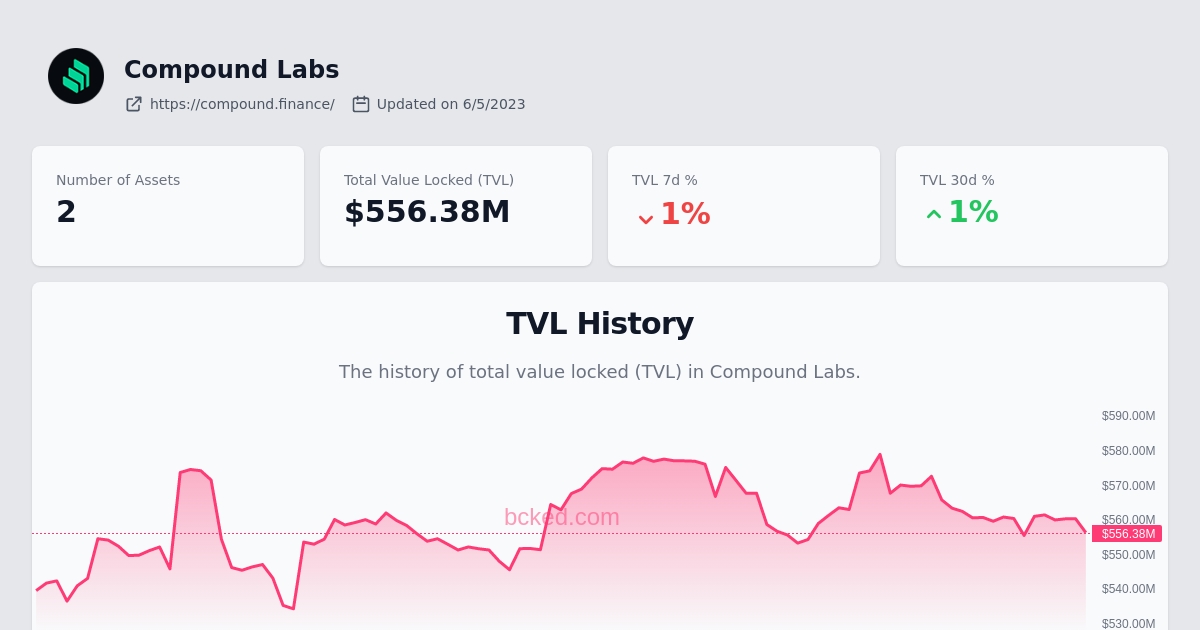 Compound Labs
https://compound.finance/ Updated on 6/5/2023
Number of Assets
2
Total Value Locked (TVL)
$556.38M
TVL 7d %
1%
TVL 30d %
1%
TVL History
The history of total value locked (TVL) in Compound Labs.
$590.00M
$580.00M
$570.00M
$560.00M
$556.38M
$550.00M
$540.00M
$530.00M
bcked.com